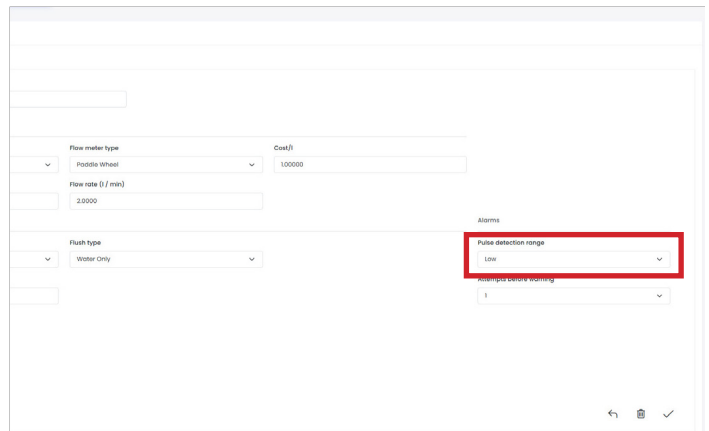 Flow meter type
Cost/l
Paddle Wheel
1.00000
Flow rate (l / min)
2.0000
Alarms
Flush type
Pulse detection range
Water Only
Low
Attempts before warning
1